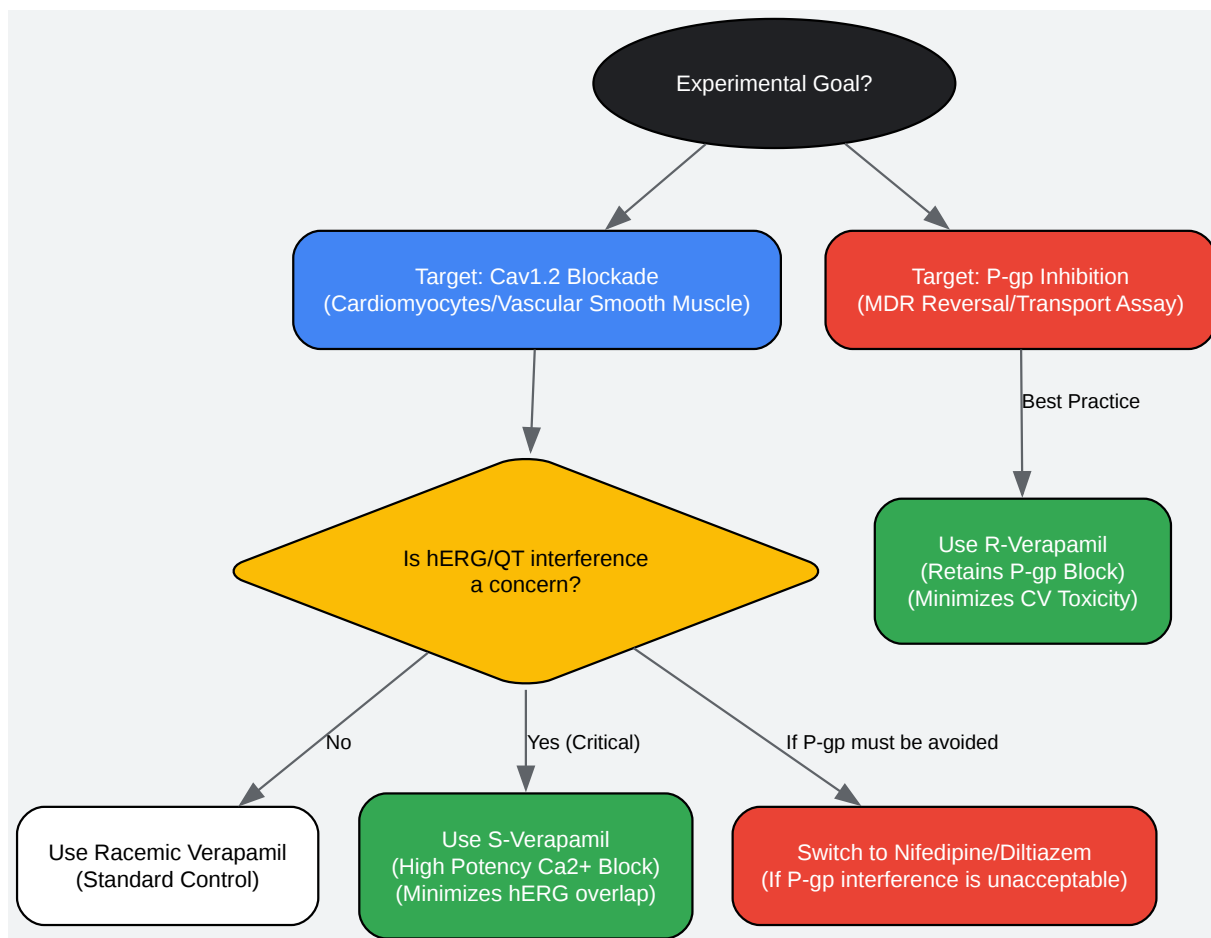 Experimental Goal?
Target: Cav1.2 Blockade
(Cardiomyocytes/Vascular Smooth Muscle)
Target: P-gp Inhibition
(MDR Reversal/Transport Assay)
Best Practice
Is hERG/QT interference
a concern?
Use R-Verapamil
(Retains P-gp Block)
(Minimizes CV Toxicity)
No
Yes (Critical)
If P-gp must be avoided
Use Racemic Verapamil
(Standard Control)
Use S-Verapamil
(High Potency Ca2+ Block)
(Minimizes hERG overlap)
Switch to Nifedipine/Diltiazem
(If P-gp interference is unacceptable)